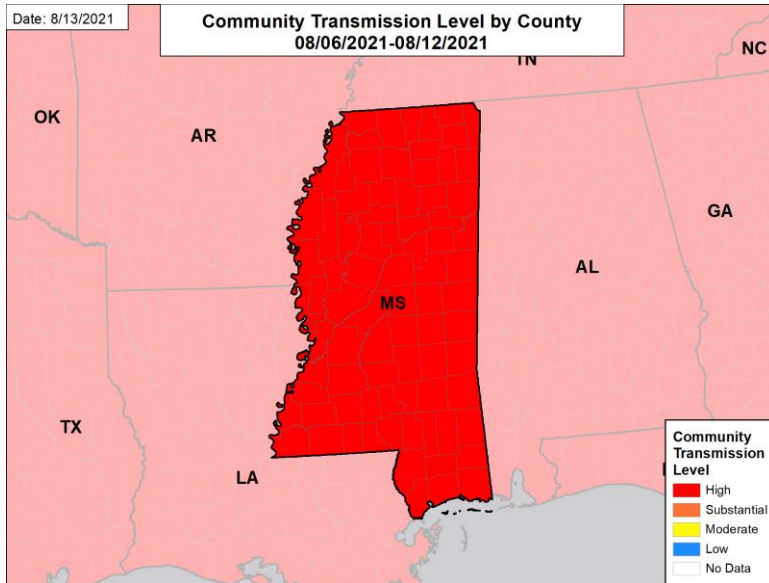 Date: 8/13/2021
Community Transmission Level by County
08/06/2021-08/12/2021
NC
OK
AR
GA
AL
MS
TX
LA
Community
Transmission
Level
High
Substantial
Moderate
Low
No Data